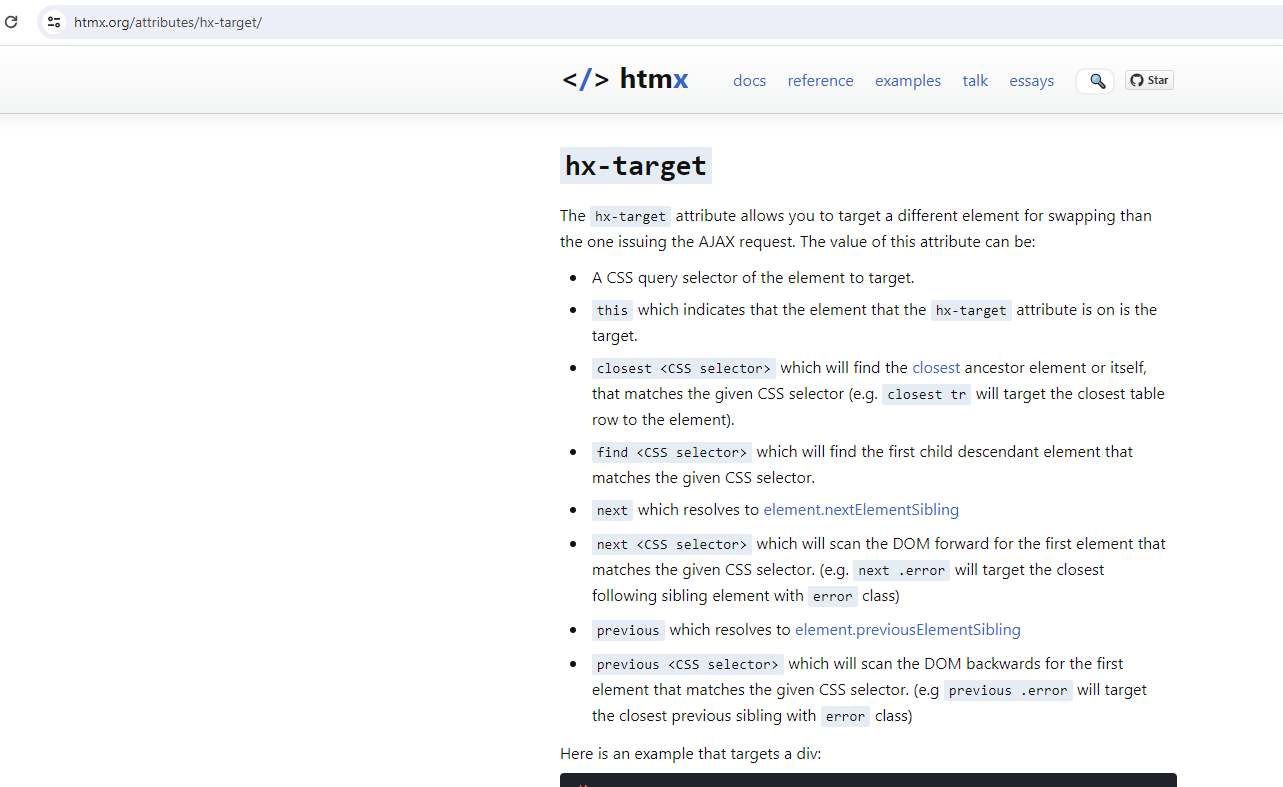 htmx.org/attributes/hx-target/
</> htmx docs reference examples talk essays Star
hx-target
The hx-target attribute allows you to target a different element for swapping than
the one issuing the AJAX request. The value of this attribute can be:
• A CSS query selector of the element to target.
• this which indicates that the element that the hx-target attribute is on is the
target.
• closest <CSS selector> which will find the closest ancestor element or itself,
that matches the given CSS selector (e.g. closest tr will target the closest table
row to the element).
• find <CSS selector> which will find the first child descendant element that
matches the given CSS selector.
• next which resolves to element.nextElementSibling
• next <CSS selector> which will scan the DOM forward for the first element that
matches the given CSS selector. (e.g. next .error will target the closest
following sibling element with error class)
• previous which resolves to element.previousElementSibling
• previous <CSS selector> which will scan the DOM backwards for the first
element that matches the given CSS selector. (e.g previous .error will target
the closest previous sibling with error class)
Here is an example that targets a div: